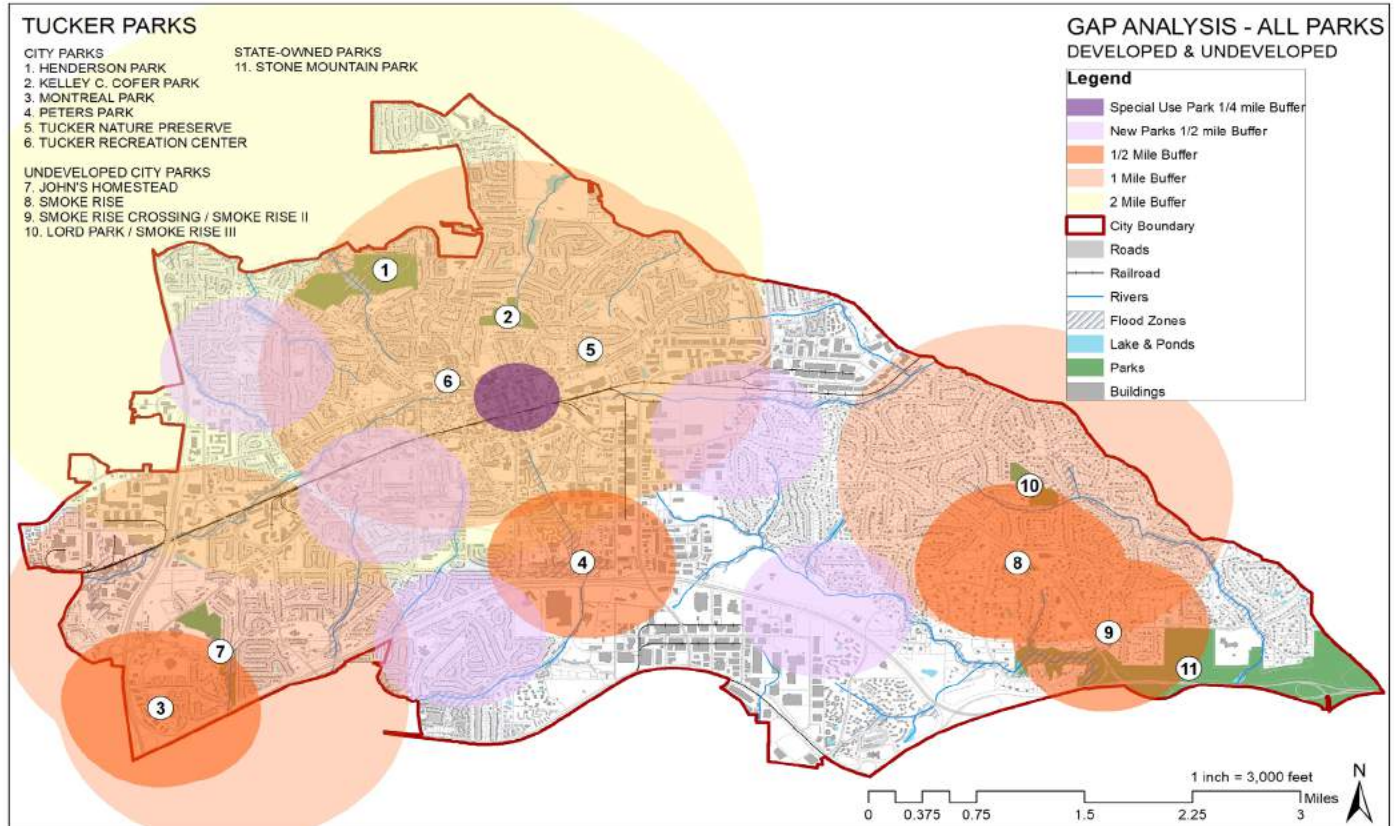 TUCKER PARKS
CITY PARKS
1. HENDERSON PARK
2. KELLEY C. COFER PARK
3. MONTREAL PARK
4. PETERS PARK
5. TUCKER NATURE PRESERVE
6. TUCKER RECREATION CENTER
UNDEVELOPED CITY PARKS
7. JOHN'S HOMESTEAD
8. SMOKE RISE
9. SMOKE RISE CROSSING / SMOKE RISE II
10. LORD PARK / SMOKE RISE III
STATE-OWNED PARKS
11. STONE MOUNTAIN PARK
GAP ANALYSIS - ALL PARKS
DEVELOPED & UNDEVELOPED
Legend
Special Use Park 1/4 mile Buffer
New Parks 1/2 mile Buffer
1/2 Mile Buffer
1 Mile Buffer
2 Mile Buffer
City Boundary
Roads
Railroad
Rivers
Flood Zones
Lake & Ponds
Parks
Buildings
1
2
5
6
10
4
8
9
7
11
3
1 inch = 3,000 feet
N
Miles
0 0.375 0.75 1.5 2.25 3